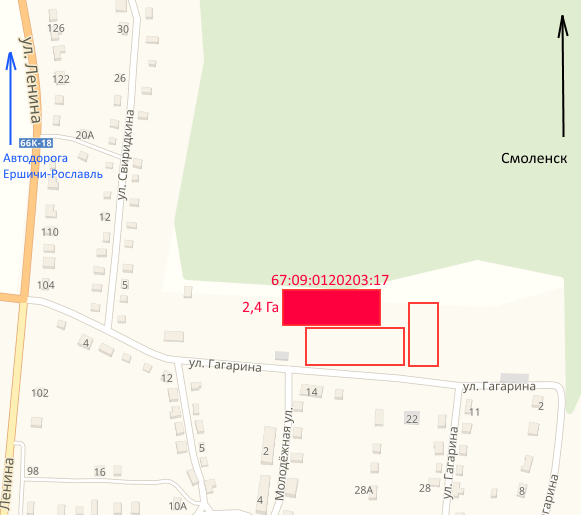 126
30
ул. Ленина
122
26
66К-18
20А
Автодорога
Ершичи-Рославль
Смоленск
ул. Свиридкина
12
110
104
5
67:09:0120203:17
2,4 Га
4
ул. Гагарина
12
ул. Гагарина
14
102
2
11
22
Молодёжная ул.
5
2
ул. Гагарина
98
16
28А
28
8
4
10А
Ленина
агарина